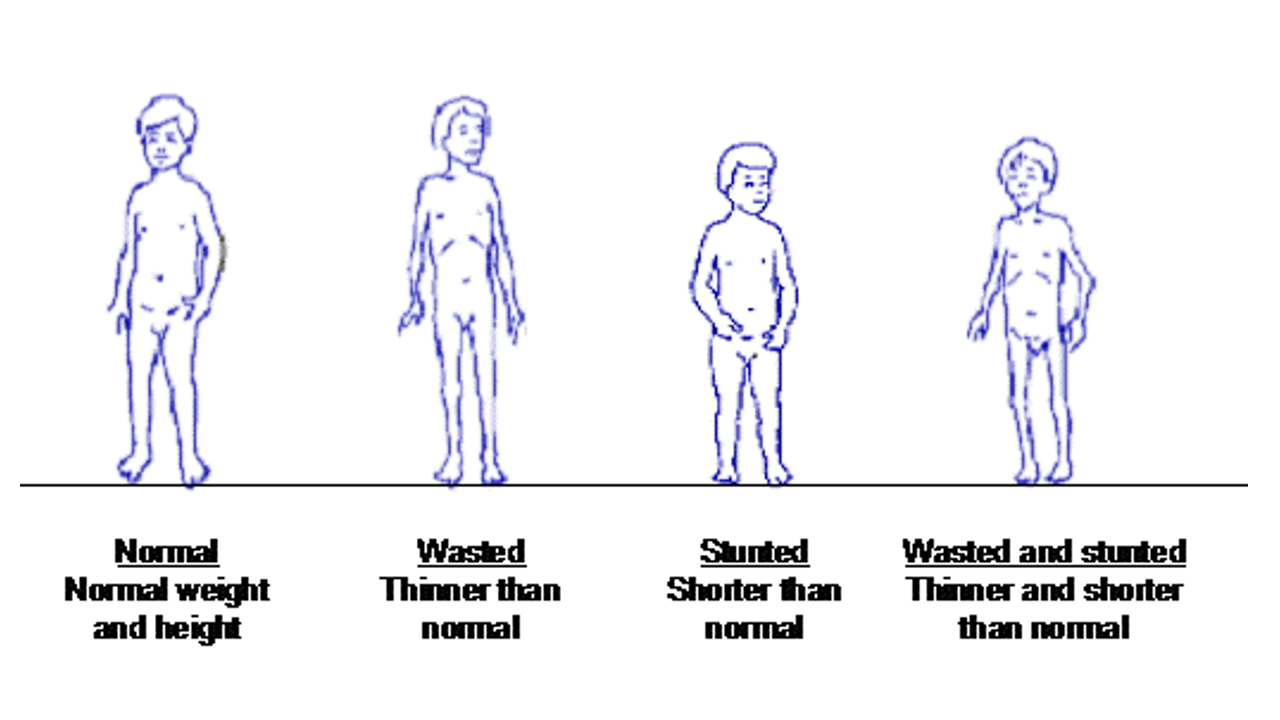 Normal
Normal weight
and height
Wasted
Thinner than
normal
Stunted
Shorter than
normal
Wasted and stunted
Thinner and shorter
than normal